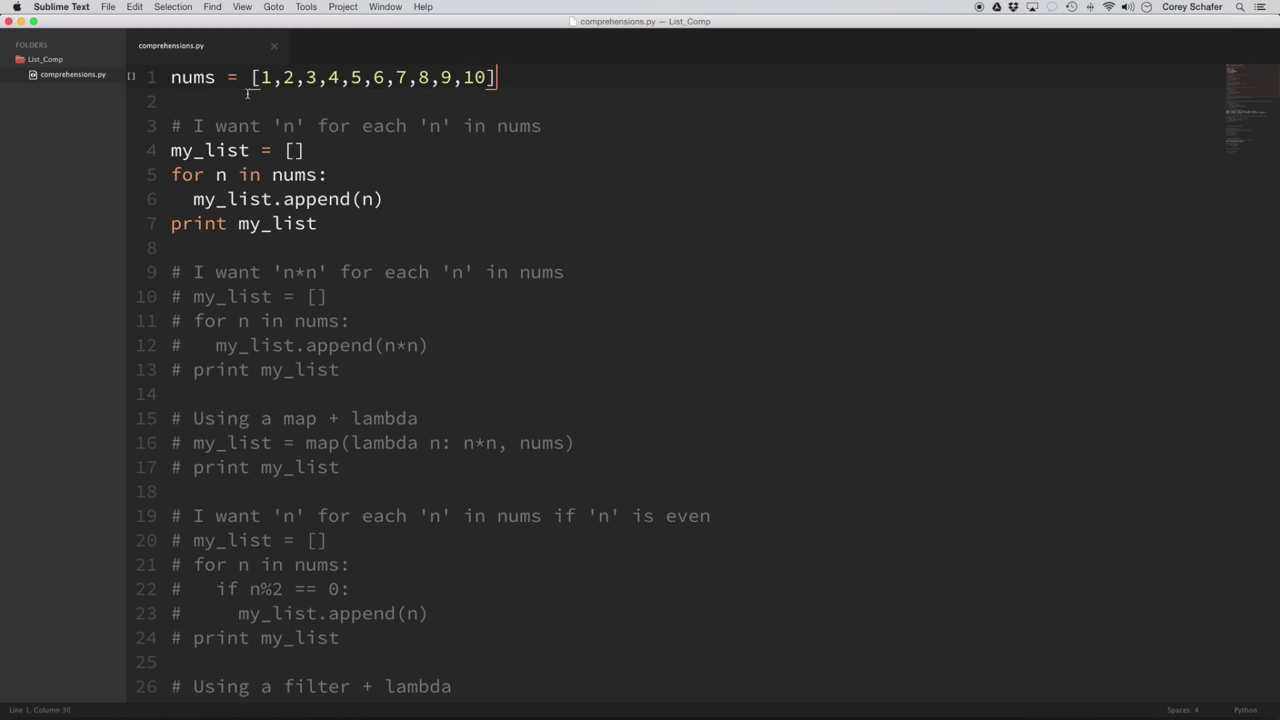 Sublime Text File Edit Selection Find View Goto Tools Project Window Help Corey Schafer
comprehensions.py — List_Comp
FOLDERS
List_Comp
comprehensions.py
comprehensions.py
[] 1 nums = [1,2,3,4,5,6,7,8,9,10]
2
3 # I want 'n' for each 'n' in nums
4 my_list = []
5 for n in nums:
6 my_list.append(n)
7 print my_list
8
9 # I want 'n*n' for each 'n' in nums
10 # my_list = []
11 # for n in nums:
12 # my_list.append(n*n)
13 # print my_list
14
15 # Using a map + lambda
16 # my_list = map(lambda n: n*n, nums)
17 # print my_list
18
19 # I want 'n' for each 'n' in nums if 'n' is even
20 # my_list = []
21 # for n in nums:
22 # if n%2 == 0:
23 # my_list.append(n)
24 # print my_list
25
26 # Using a filter + lambda
Line 1, Column 30 Spaces: 4 Python